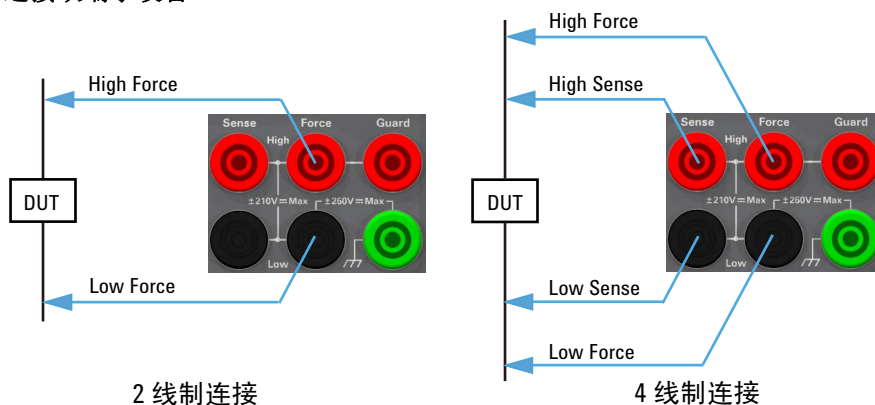 High Force
Sense Force Guard
High
±210V⎓Max ±250V⎓Max
Low
DUT
Low Force
2 线制连接
High Force
High Sense
Sense Force Guard
High
±210V⎓Max ±250V⎓Max
Low
DUT
Low Sense
Low Force
4 线制连接